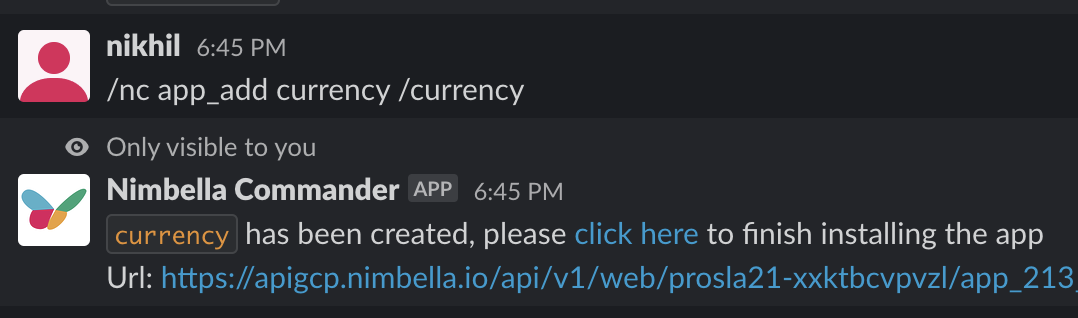 nikhil 6:45 PM
/nc app_add currency /currency
Only visible to you
Nimbella Commander APP 6:45 PM
currency has been created, please click here to finish installing the app
Url: https://apigcp.nimbella.io/api/v1/web/prosla21-xxktbcvpvzl/app_213_